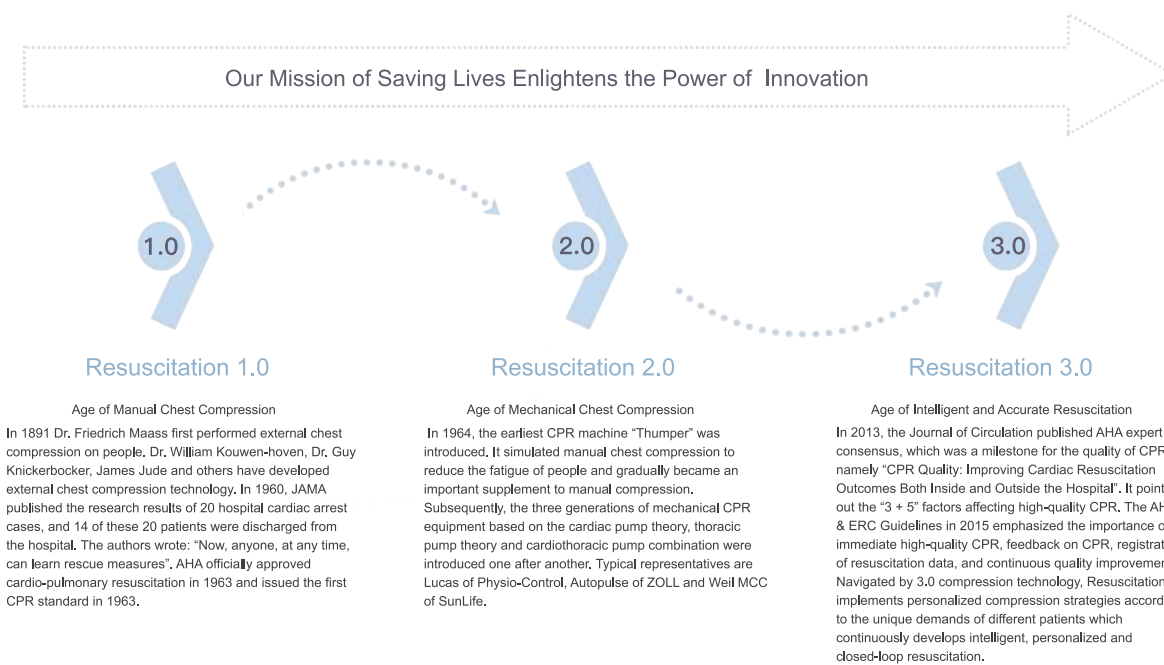 Our Mission of Saving Lives Enlightens the Power of Innovation
1.0
2.0
3.0
Resuscitation 1.0
Age of Manual Chest Compression
In 1891 Dr. Friedrich Maass first performed external chest
compression on people. Dr. William Kouwen-hoven, Dr. Guy
Knickerbocker, James Jude and others have developed
external chest compression technology. In 1960, JAMA
published the research results of 20 hospital cardiac arrest
cases, and 14 of these 20 patients were discharged from
the hospital. The authors wrote: “Now, anyone, at any time,
can learn rescue measures”. AHA officially approved
cardio-pulmonary resuscitation in 1963 and issued the first
CPR standard in 1963.
Resuscitation 2.0
Age of Mechanical Chest Compression
In 1964, the earliest CPR machine “Thumper” was
introduced. It simulated manual chest compression to
reduce the fatigue of people and gradually became an
important supplement to manual compression.
Subsequently, the three generations of mechanical CPR
equipment based on the cardiac pump theory, thoracic
pump theory and cardiothoracic pump combination were
introduced one after another. Typical representatives are
Lucas of Physio-Control, Autopulse of ZOLL and Weil MCC
of SunLife.
Resuscitation 3.0
Age of Intelligent and Accurate Resuscitation
In 2013, the Journal of Circulation published AHA expert
consensus, which was a milestone for the quality of CPR
namely “CPR Quality: Improving Cardiac Resuscitation
Outcomes Both Inside and Outside the Hospital”. It point
out the “3 + 5” factors affecting high-quality CPR. The
& ERC Guidelines in 2015 emphasized the importance
immediate high-quality CPR, feedback on CPR,
of resuscitation data, and continuous quality
Navigated by 3.0 compression technology, Resuscitation
implements personalized compression strategies
to the unique demands of different patients which
continuously develops intelligent, personalized and
closed-loop resuscitation.